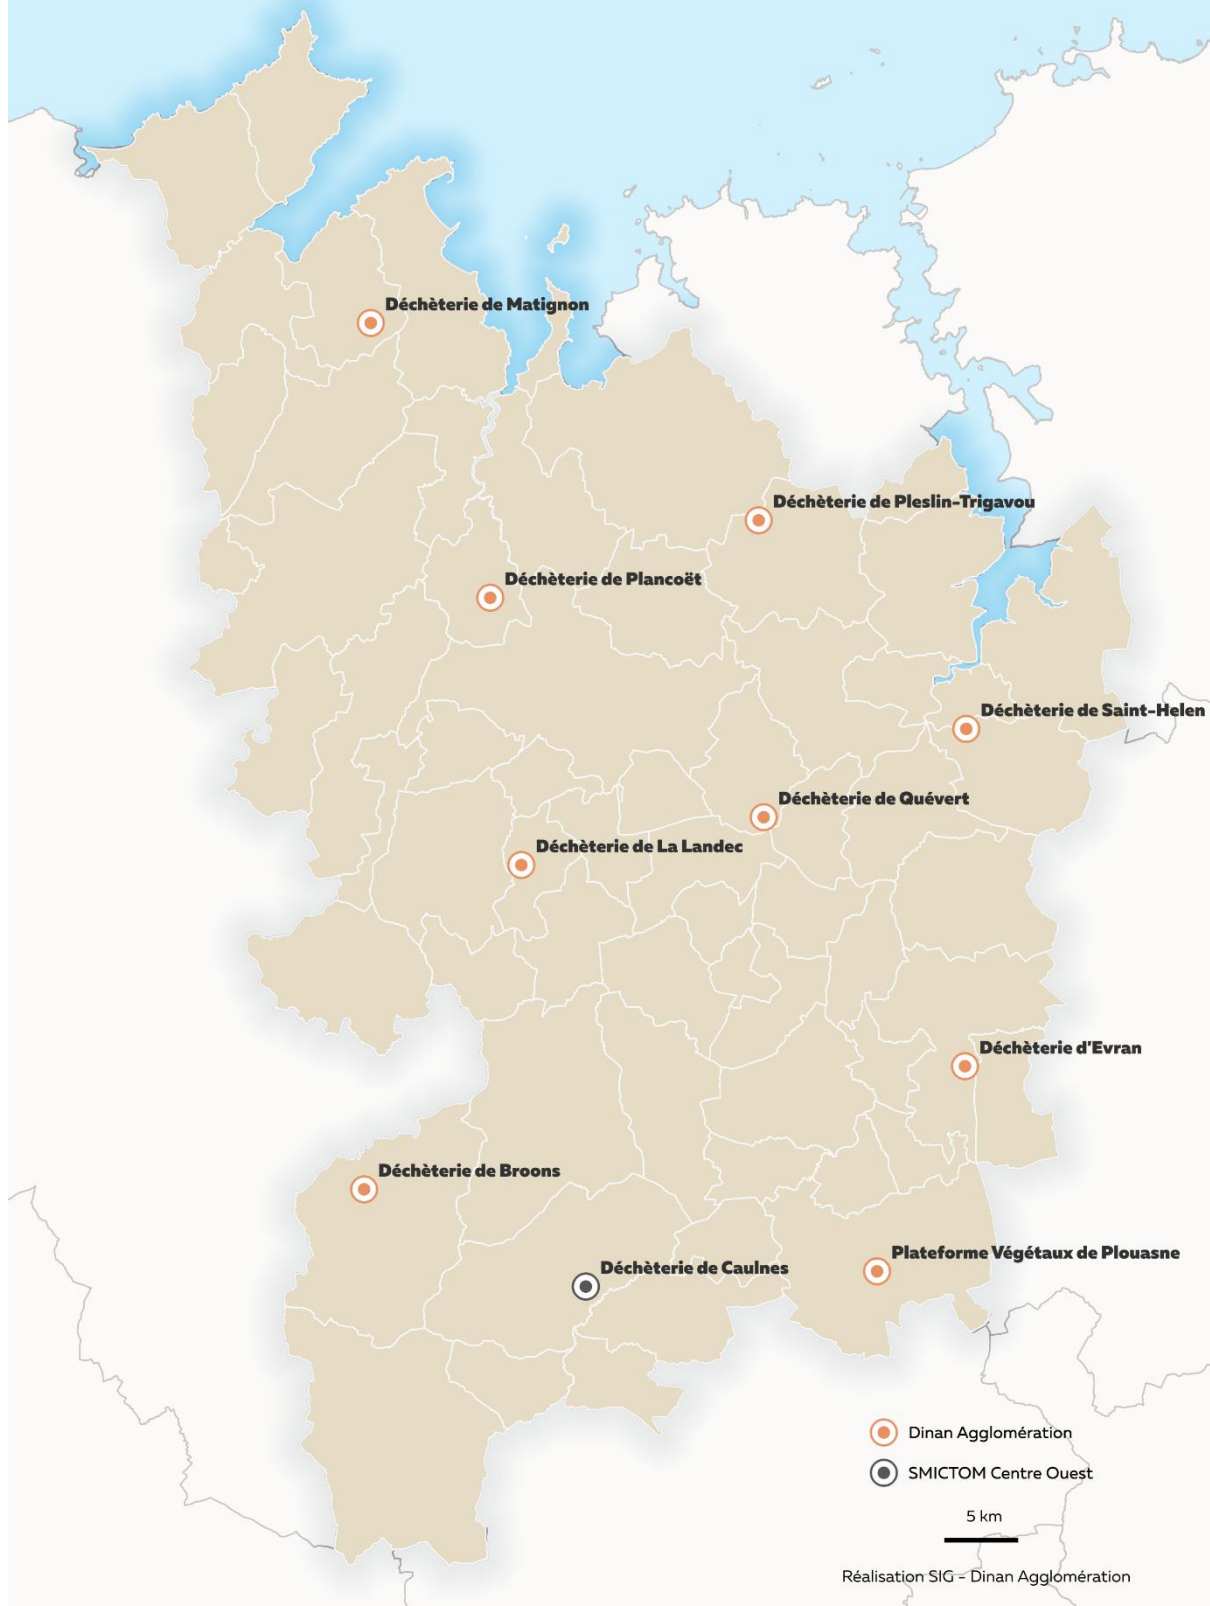 Déchèterie de Matignon
Déchèterie de Pleslin-Trigavou
Déchèterie de Plancoët
Déchèterie de Saint-Helen
Déchèterie de Quévert
Déchèterie de La Landec
Déchèterie d'Evran
Déchèterie de Broons
Plateforme Végétaux de Plouasne
Déchèterie de Caulnes
Dinan Agglomération
SMICTOM Centre Ouest
5 km
Réalisation SIG - Dinan Agglomération